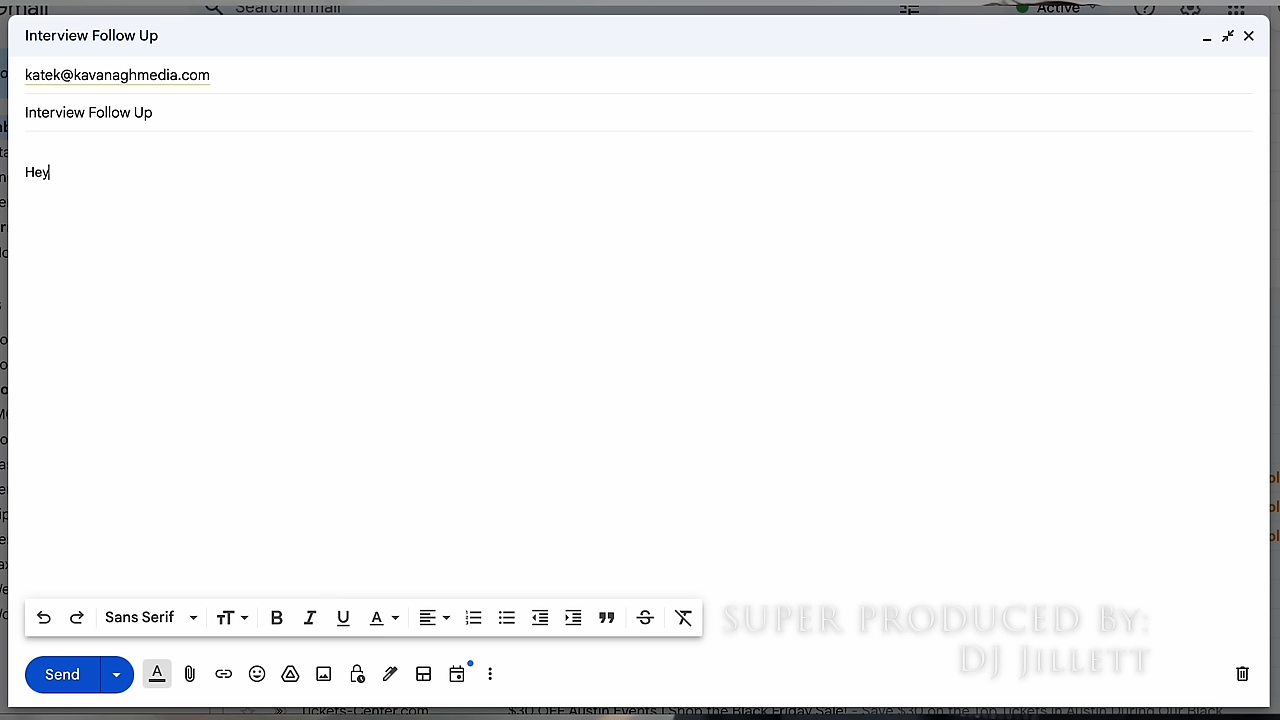 Search in mail
Active
Interview Follow Up
katek@kavanaghmedia.com
Interview Follow Up
Hey
Sans Serif
SUPER PRODUCED BY:
DJ JILLETT
Send
Tickets-Center.com $30 OFF Austin Events | Shop the Black Friday Sale! - Save $30 on the Top Tickets in Austin During Our Black